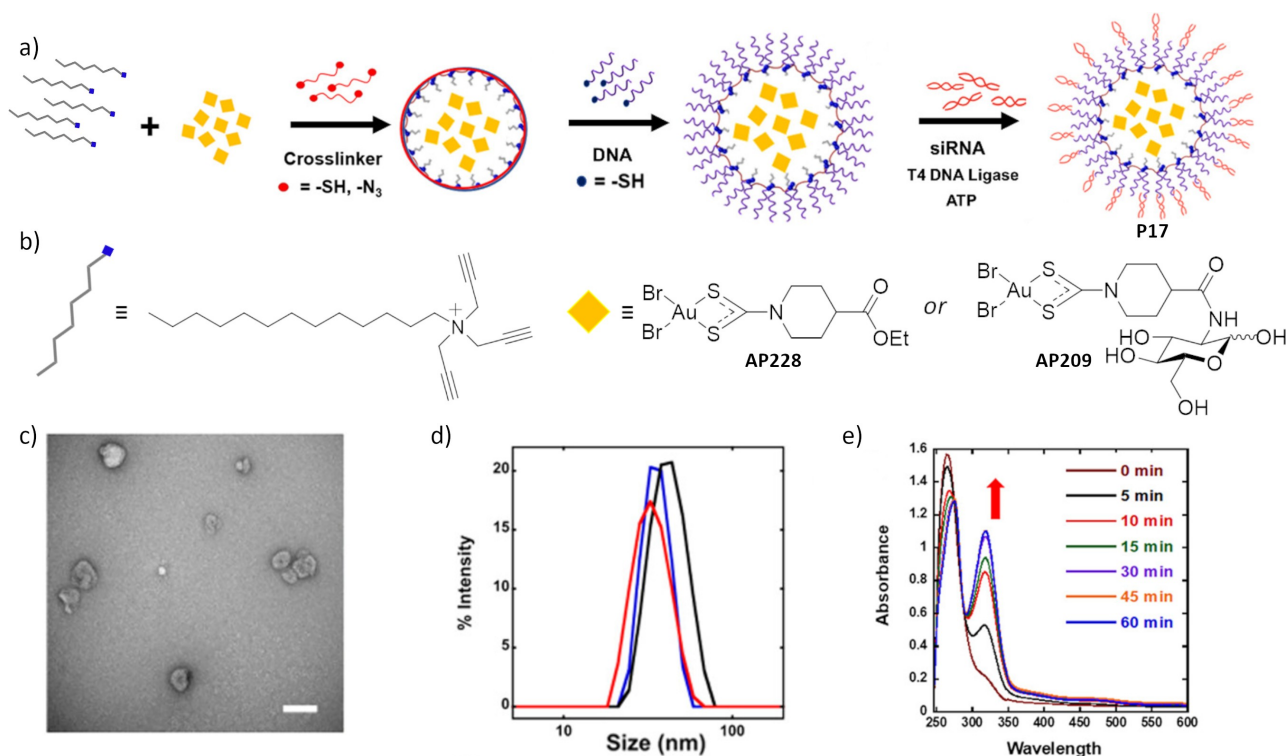 a)
+
Crosslinker
= -SH, -N3
DNA
= -SH
siRNA
T4 DNA Ligase
ATP
P17
b)
≡
N
+
≡
Br
Br
Au
S
S
N
O
OEt
AP228
or
Br
Br
Au
S
S
N
O
NH
HO
HO
O
OH
OH
AP209
c)
d)
% Intensity
20
15
10
5
0
10
100
Size (nm)
e)
Absorbance
1.6
1.4
1.2
1
0.8
0.6
0.4
0.2
0
0 min
5 min
10 min
15 min
30 min
45 min
60 min
250 300 350 400 450 500 550 600
Wavelength